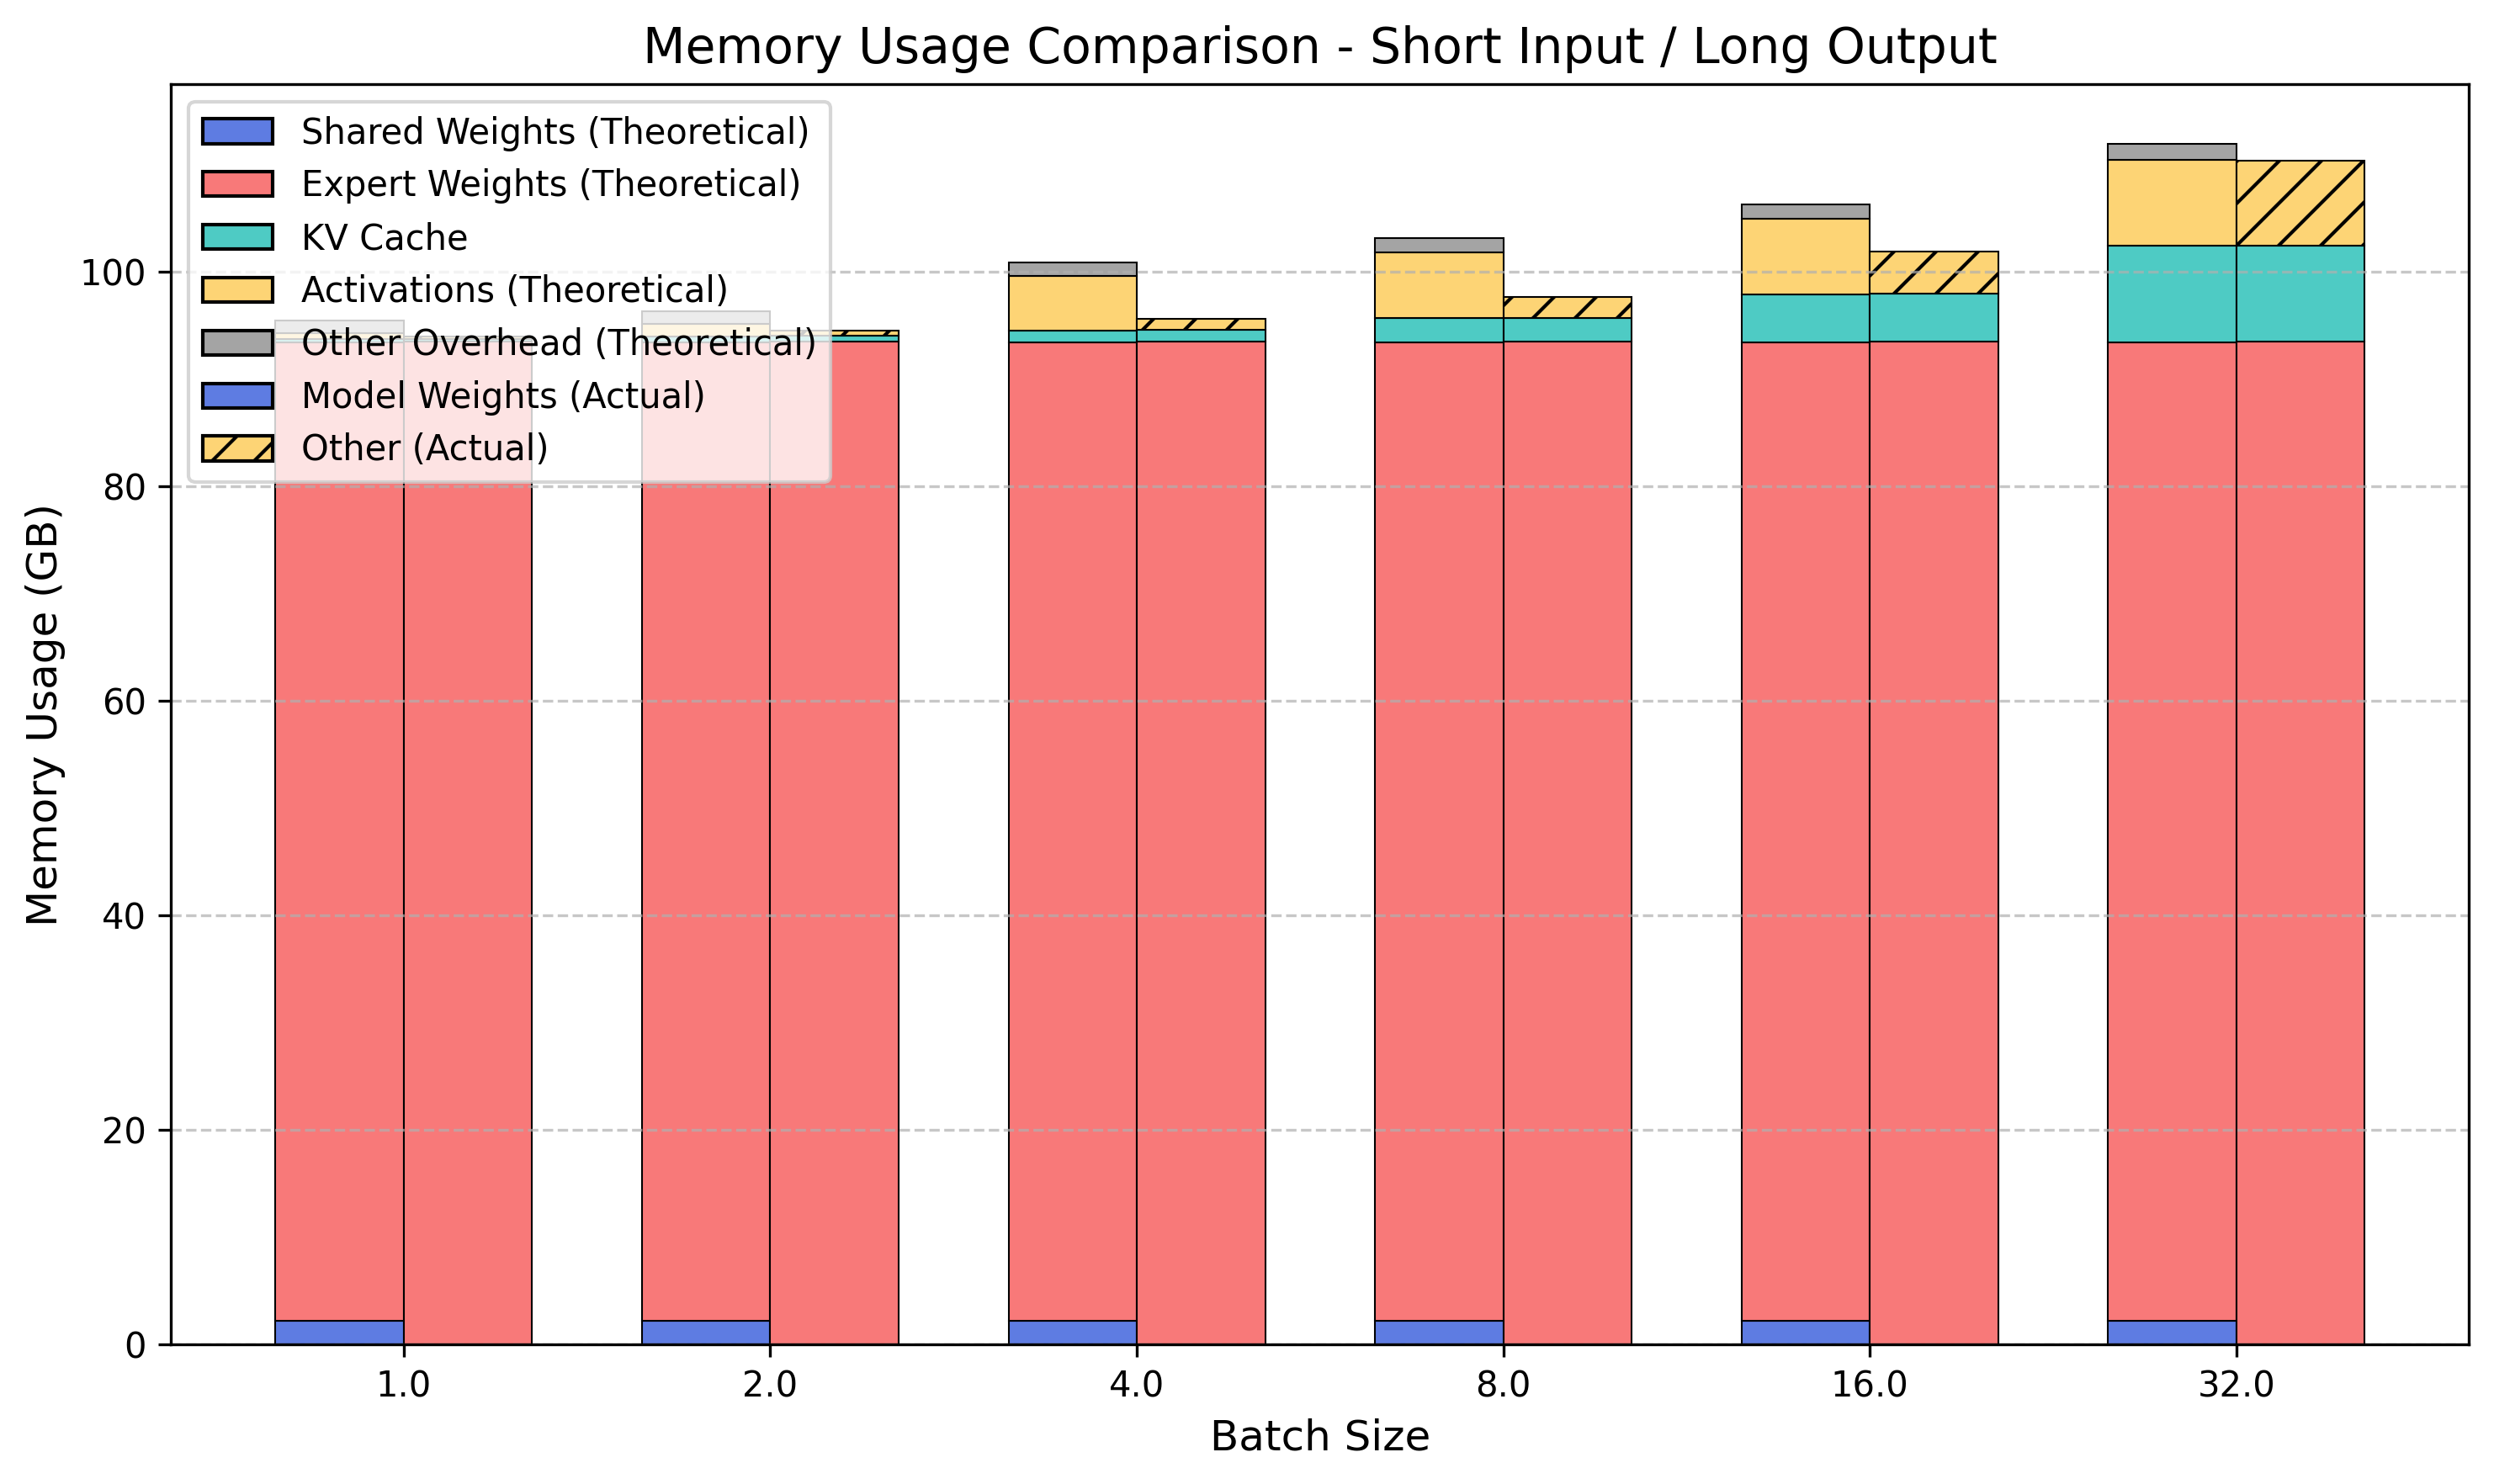 Memory Usage Comparison - Short Input / Long Output
Shared Weights (Theoretical)
Expert Weights (Theoretical)
KV Cache
Activations (Theoretical)
Other Overhead (Theoretical)
Model Weights (Actual)
Other (Actual)
Memory Usage (GB)
100
80
60
40
20
0
1.0 2.0 4.0 8.0 16.0 32.0
Batch Size